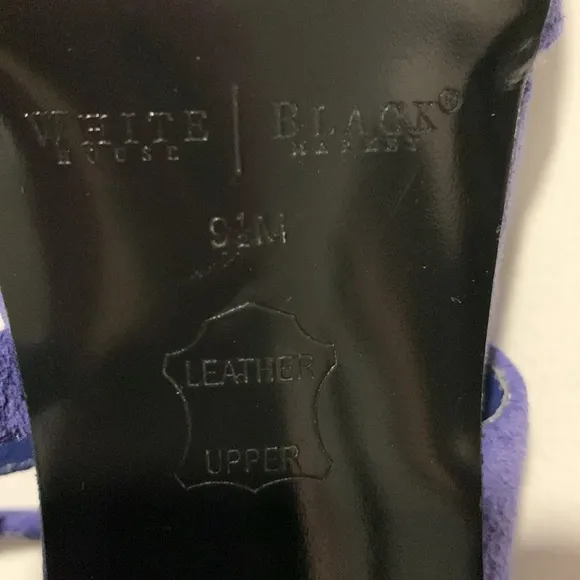 WHITE | BLACK®
HOUSE MARKET
9½M
LEATHER
UPPER